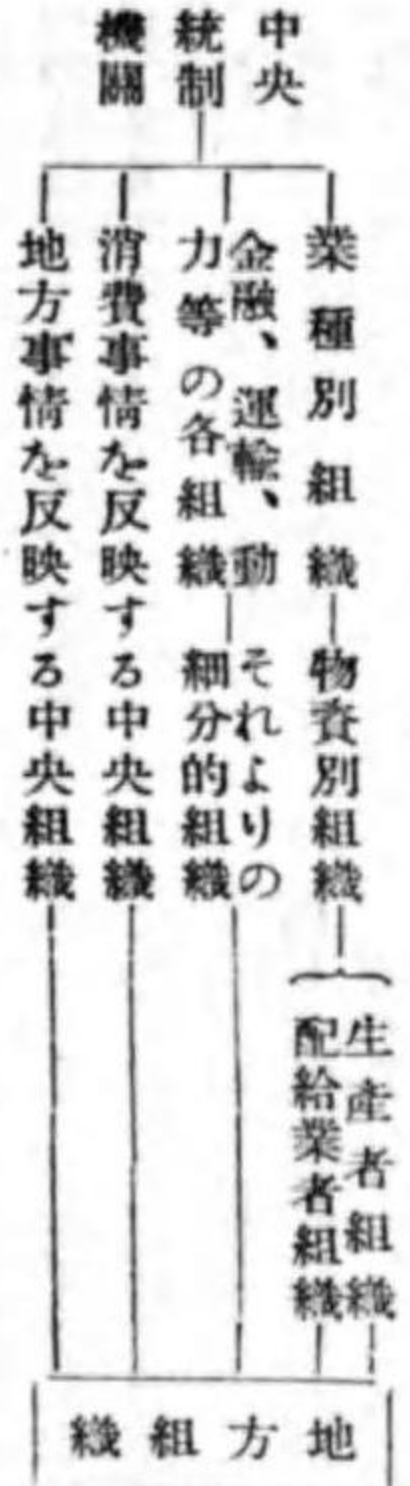 中央
統制
機關
業種別組織
金融、運輸、動
力等の各組織
消費事情を反映する中央組織
地方事情を反映する中央組織
物資別組織
それよりの
細分的組織
生産者組織
配給業者組織
地方組織